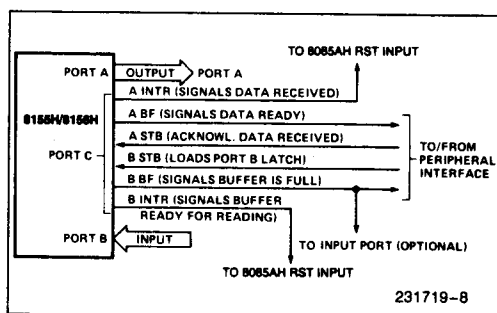 TO 8085AH RST INPUT
PORT A
OUTPUT
PORT A
A INTR (SIGNALS DATA RECEIVED)
8155H/8156H
A BF (SIGNALS DATA READY)
A STB (ACKNOWL. DATA RECEIVED)
TO/FROM
PORT C
B STB (LOADS PORT B LATCH)
PERIPHERAL
INTERFACE
B BF (SIGNALS BUFFER IS FULL)
B INTR (SIGNALS BUFFER
READY FOR READING)
PORT B
INPUT
TO INPUT PORT (OPTIONAL)
TO 8085AH RST INPUT
231719-8